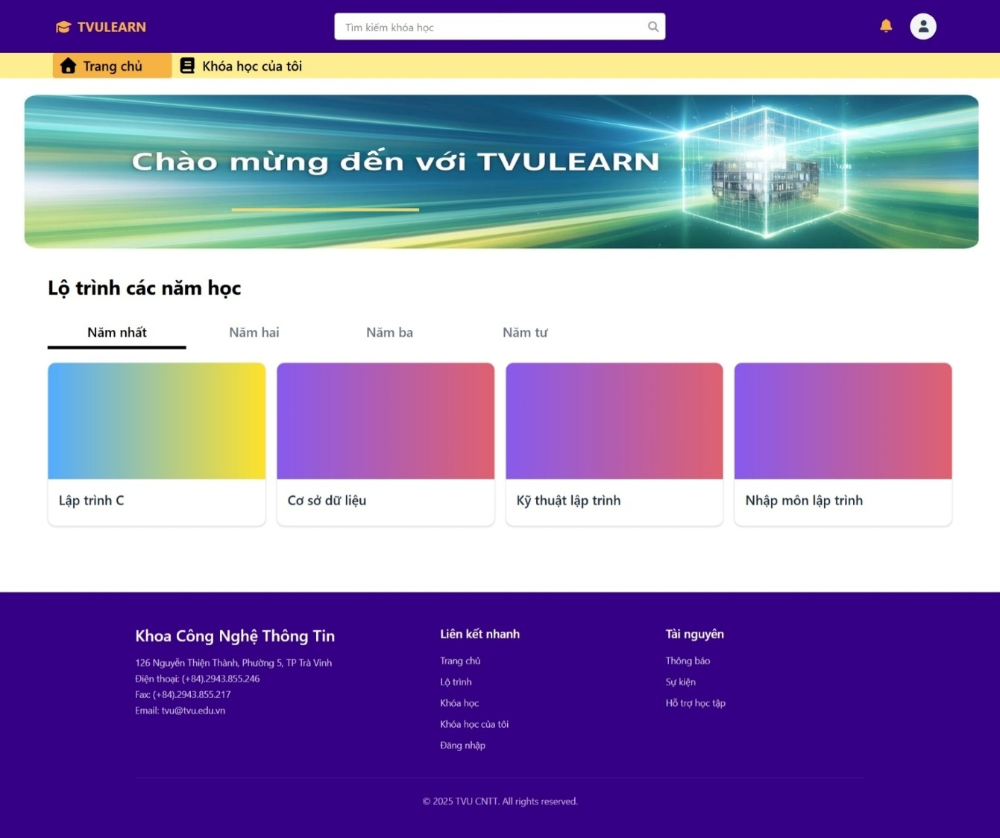 TVULEARN
Tìm kiếm khóa học
Trang chủ
Khóa học của tôi
Chào mừng đến với TVULEARN
Lộ trình các năm học
Năm nhất
Năm hai
Năm ba
Năm tư
Lập trình C
Cơ sở dữ liệu
Kỹ thuật lập trình
Nhập môn lập trình
Khoa Công Nghệ Thông Tin
126 Nguyễn Thiện Thành, Phường 5, TP Trà Vinh
Điện thoại: (+84).2943.855.246
Fax: (+84).2943.855.217
Email: tvu@tvu.edu.vn
Liên kết nhanh
Trang chủ
Lộ trình
Khóa học
Khóa học của tôi
Đăng nhập
Tài nguyên
Thông báo
Sự kiện
Hỗ trợ học tập
© 2025 TVU CNTT. All rights reserved.